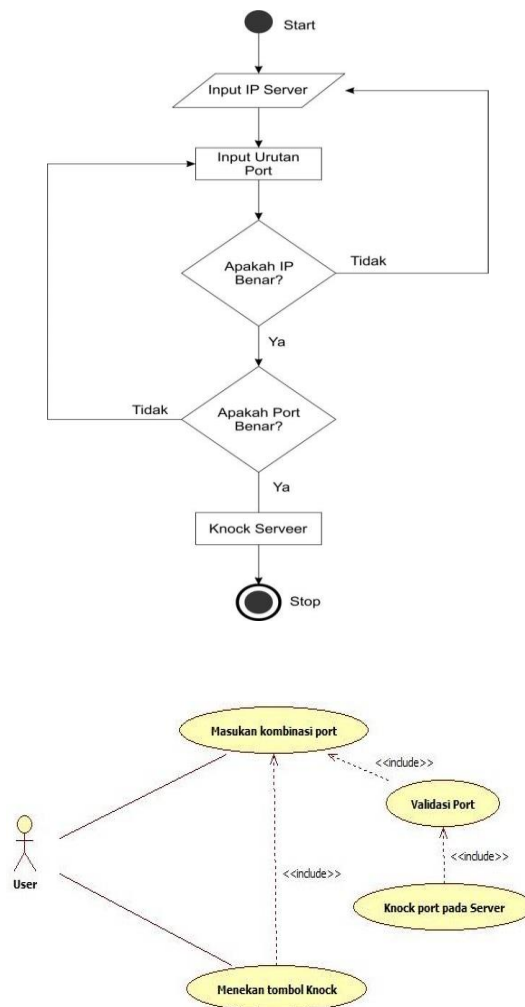 Start
Input IP Server
Input Urutan
Port
Apakah IP
Benar?
Tidak
Ya
Tidak
Apakah Port
Benar?
Ya
Knock Serveer
Stop
Masukan kombinasi port
<<include>>
Validasi Port
<<include>>
<<include>>
User
Knock port pada Server
Menekan tombol Knock